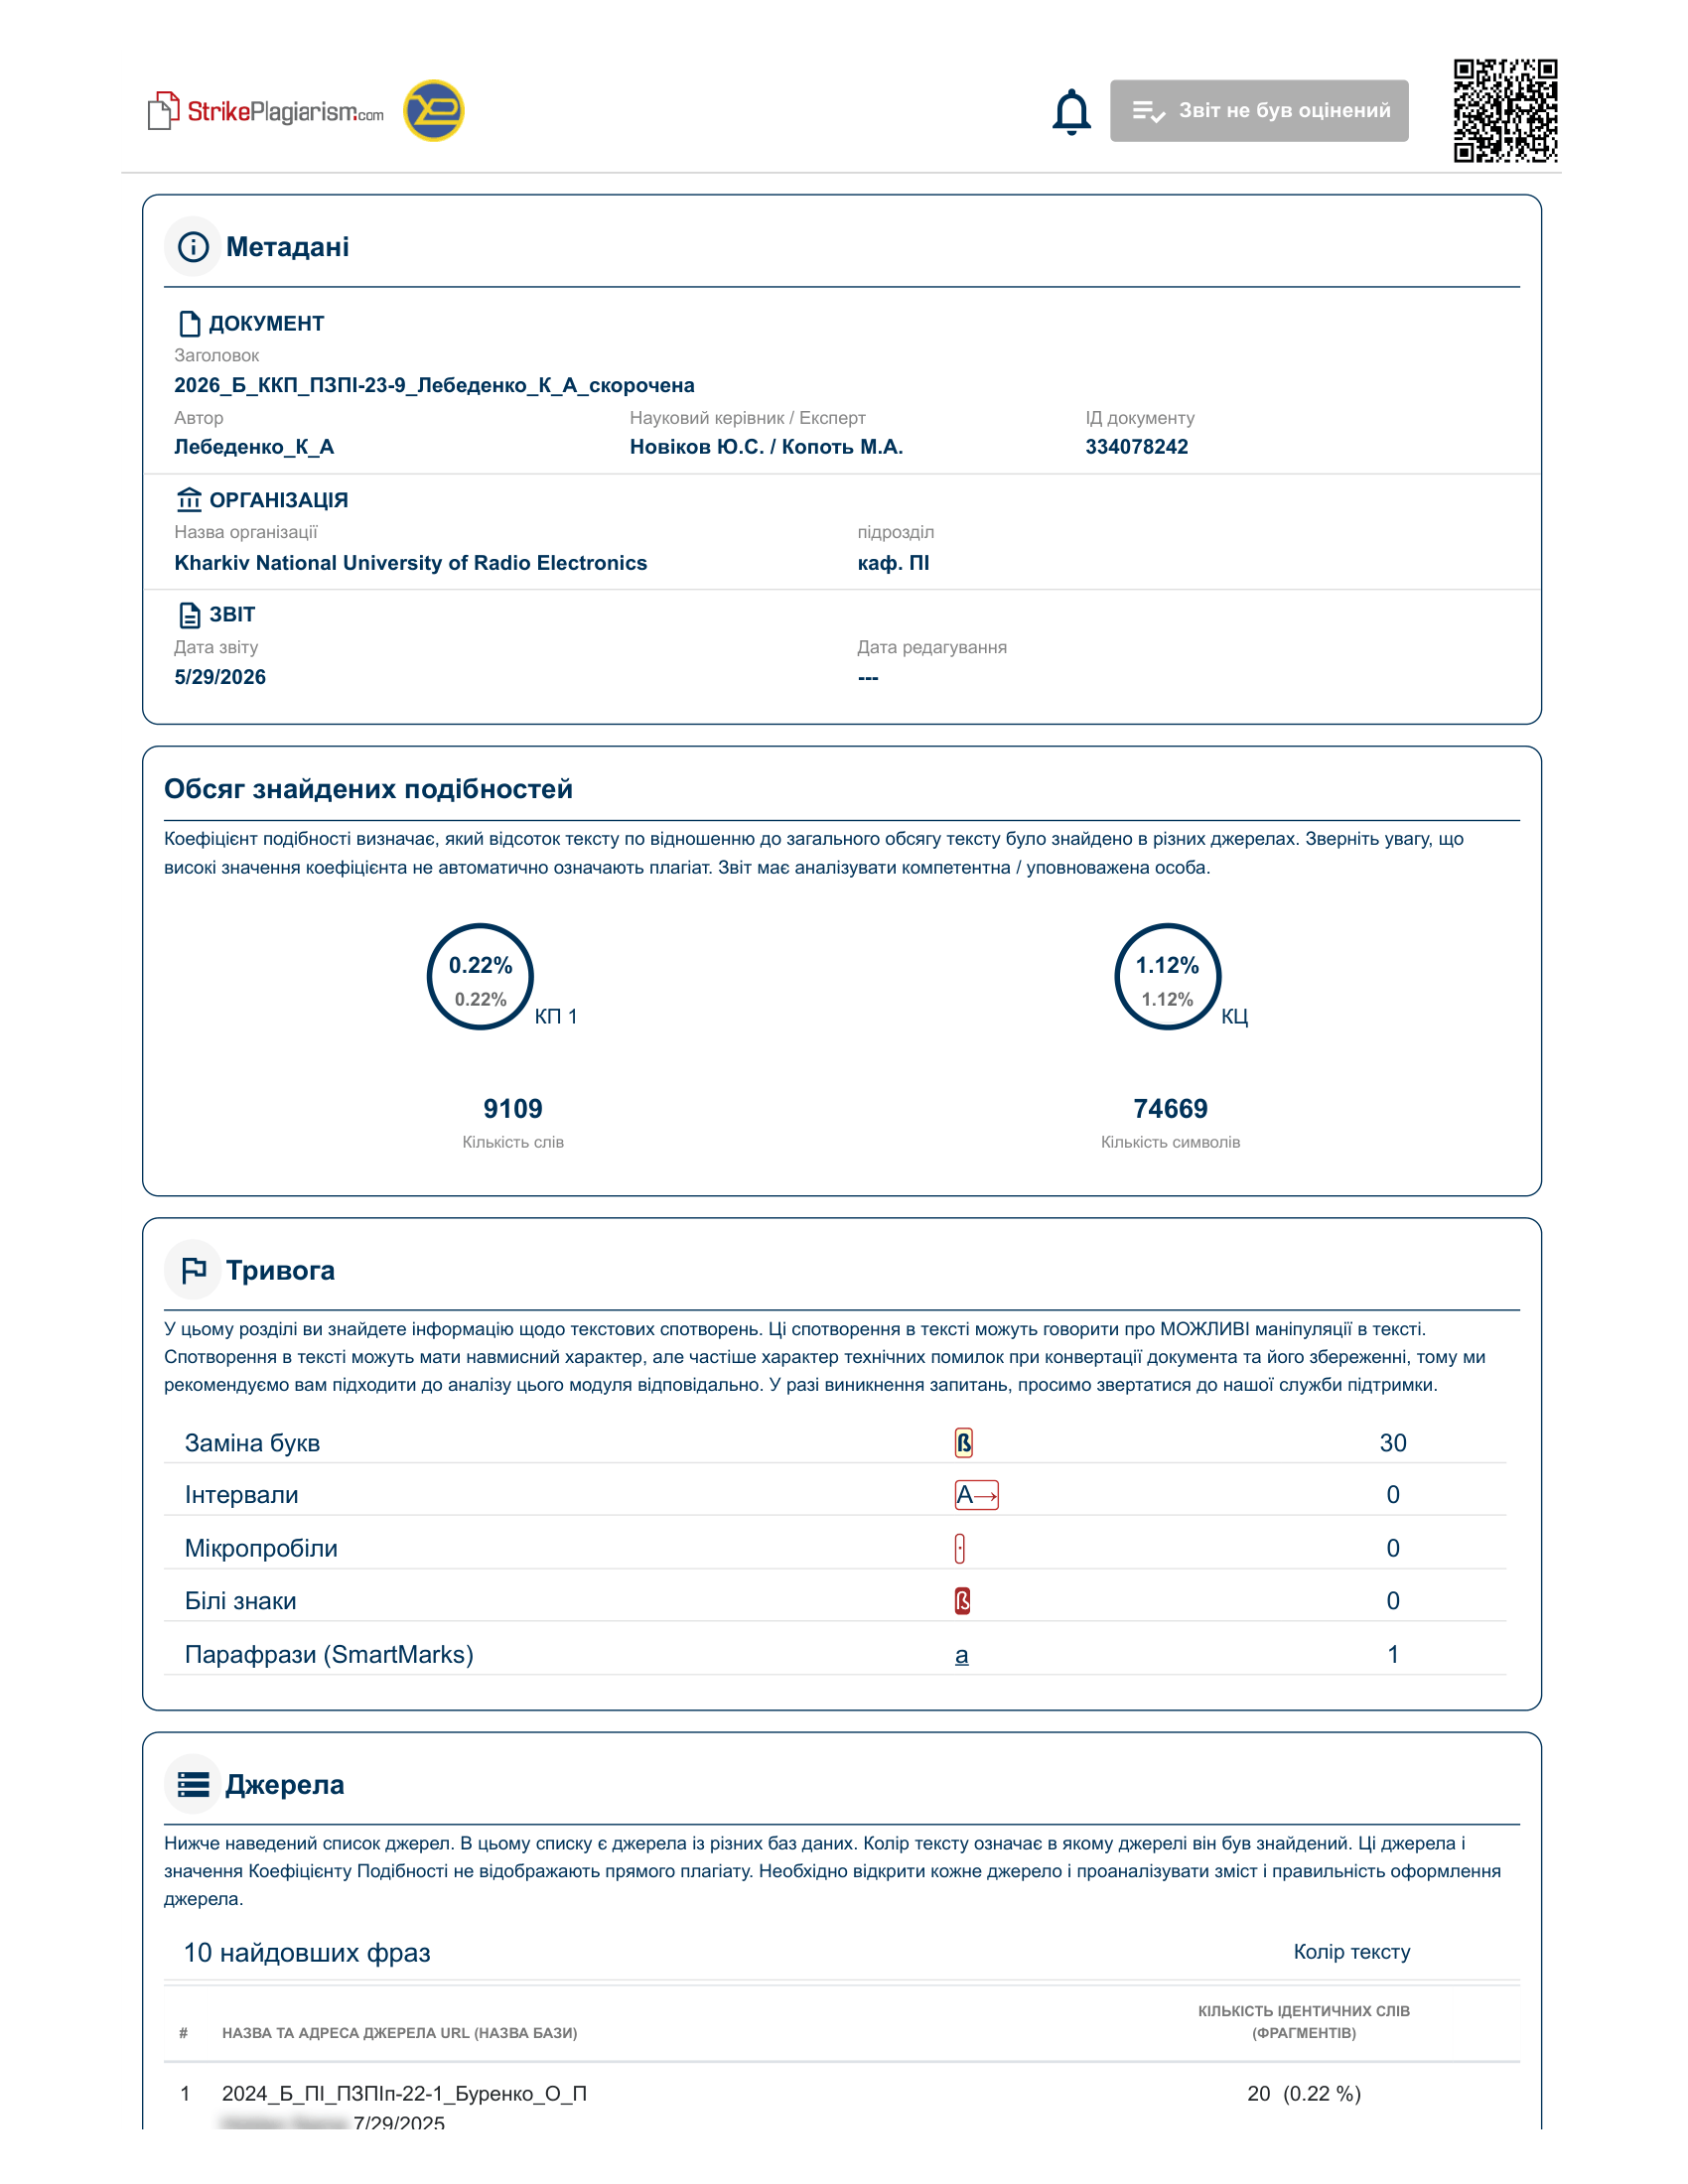 StrikePlagiarism.com
Звіт не був оцінений
Метадані
ДОКУМЕНТ
Заголовок
2026_Б_ККП_ПЗПІ-23-9_Лебеденко_К_А_скорочена
Автор Науковий керівник / Експерт ІД документу
Лебеденко_К_А Новіков Ю.С. / Копоть М.А. 334078242
ОРГАНІЗАЦІЯ
Назва організації підрозділ
Kharkiv National University of Radio Electronics каф. ПІ
ЗВІТ
Дата звіту Дата редагування
5/29/2026 ---
Обсяг знайдених подібностей
Коефіцієнт подібності визначає, який відсоток тексту по відношенню до загального обсягу тексту було знайдено в різних джерелах. Зверніть увагу, що
високі значення коефіцієнта не автоматично означають плагіат. Звіт має аналізувати компетентна / уповноважена особа.
0.22% 1.12%
0.22% 1.12%
КП 1 КЦ
9109 74669
Кількість слів Кількість символів
Тривога
У цьому розділі ви знайдете інформацію щодо текстових спотворень. Ці спотворення в тексті можуть говорити про МОЖЛИВІ маніпуляції в тексті.
Спотворення в тексті можуть мати навмисний характер, але частіше характер технічних помилок при конвертації документа та його збереженні, тому ми
рекомендуємо вам підходити до аналізу цього модуля відповідально. У разі виникнення запитань, просимо звертатися до нашої служби підтримки.
Заміна букв ß 30
Інтервали A→ 0
Мікропробіли · 0
Білі знаки ß 0
Парафрази (SmartMarks) a 1
Джерела
Нижче наведений список джерел. В цьому списку є джерела із різних баз даних. Колір тексту означає в якому джерелі він був знайдений. Ці джерела і
значення Коефіцієнту Подібності не відображають прямого плагіату. Необхідно відкрити кожне джерело і проаналізувати зміст і правильність оформлення
джерела.
10 найдовших фраз Колір тексту
КІЛЬКІСТЬ ІДЕНТИЧНИХ СЛІВ
# НАЗВА ТА АДРЕСА ДЖЕРЕЛА URL (НАЗВА БАЗИ) (ФРАГМЕНТІВ)
1 2024_Б_ПІ_ПЗПІп-22-1_Буренко_О_П 20 (0.22 %)
7/29/2025